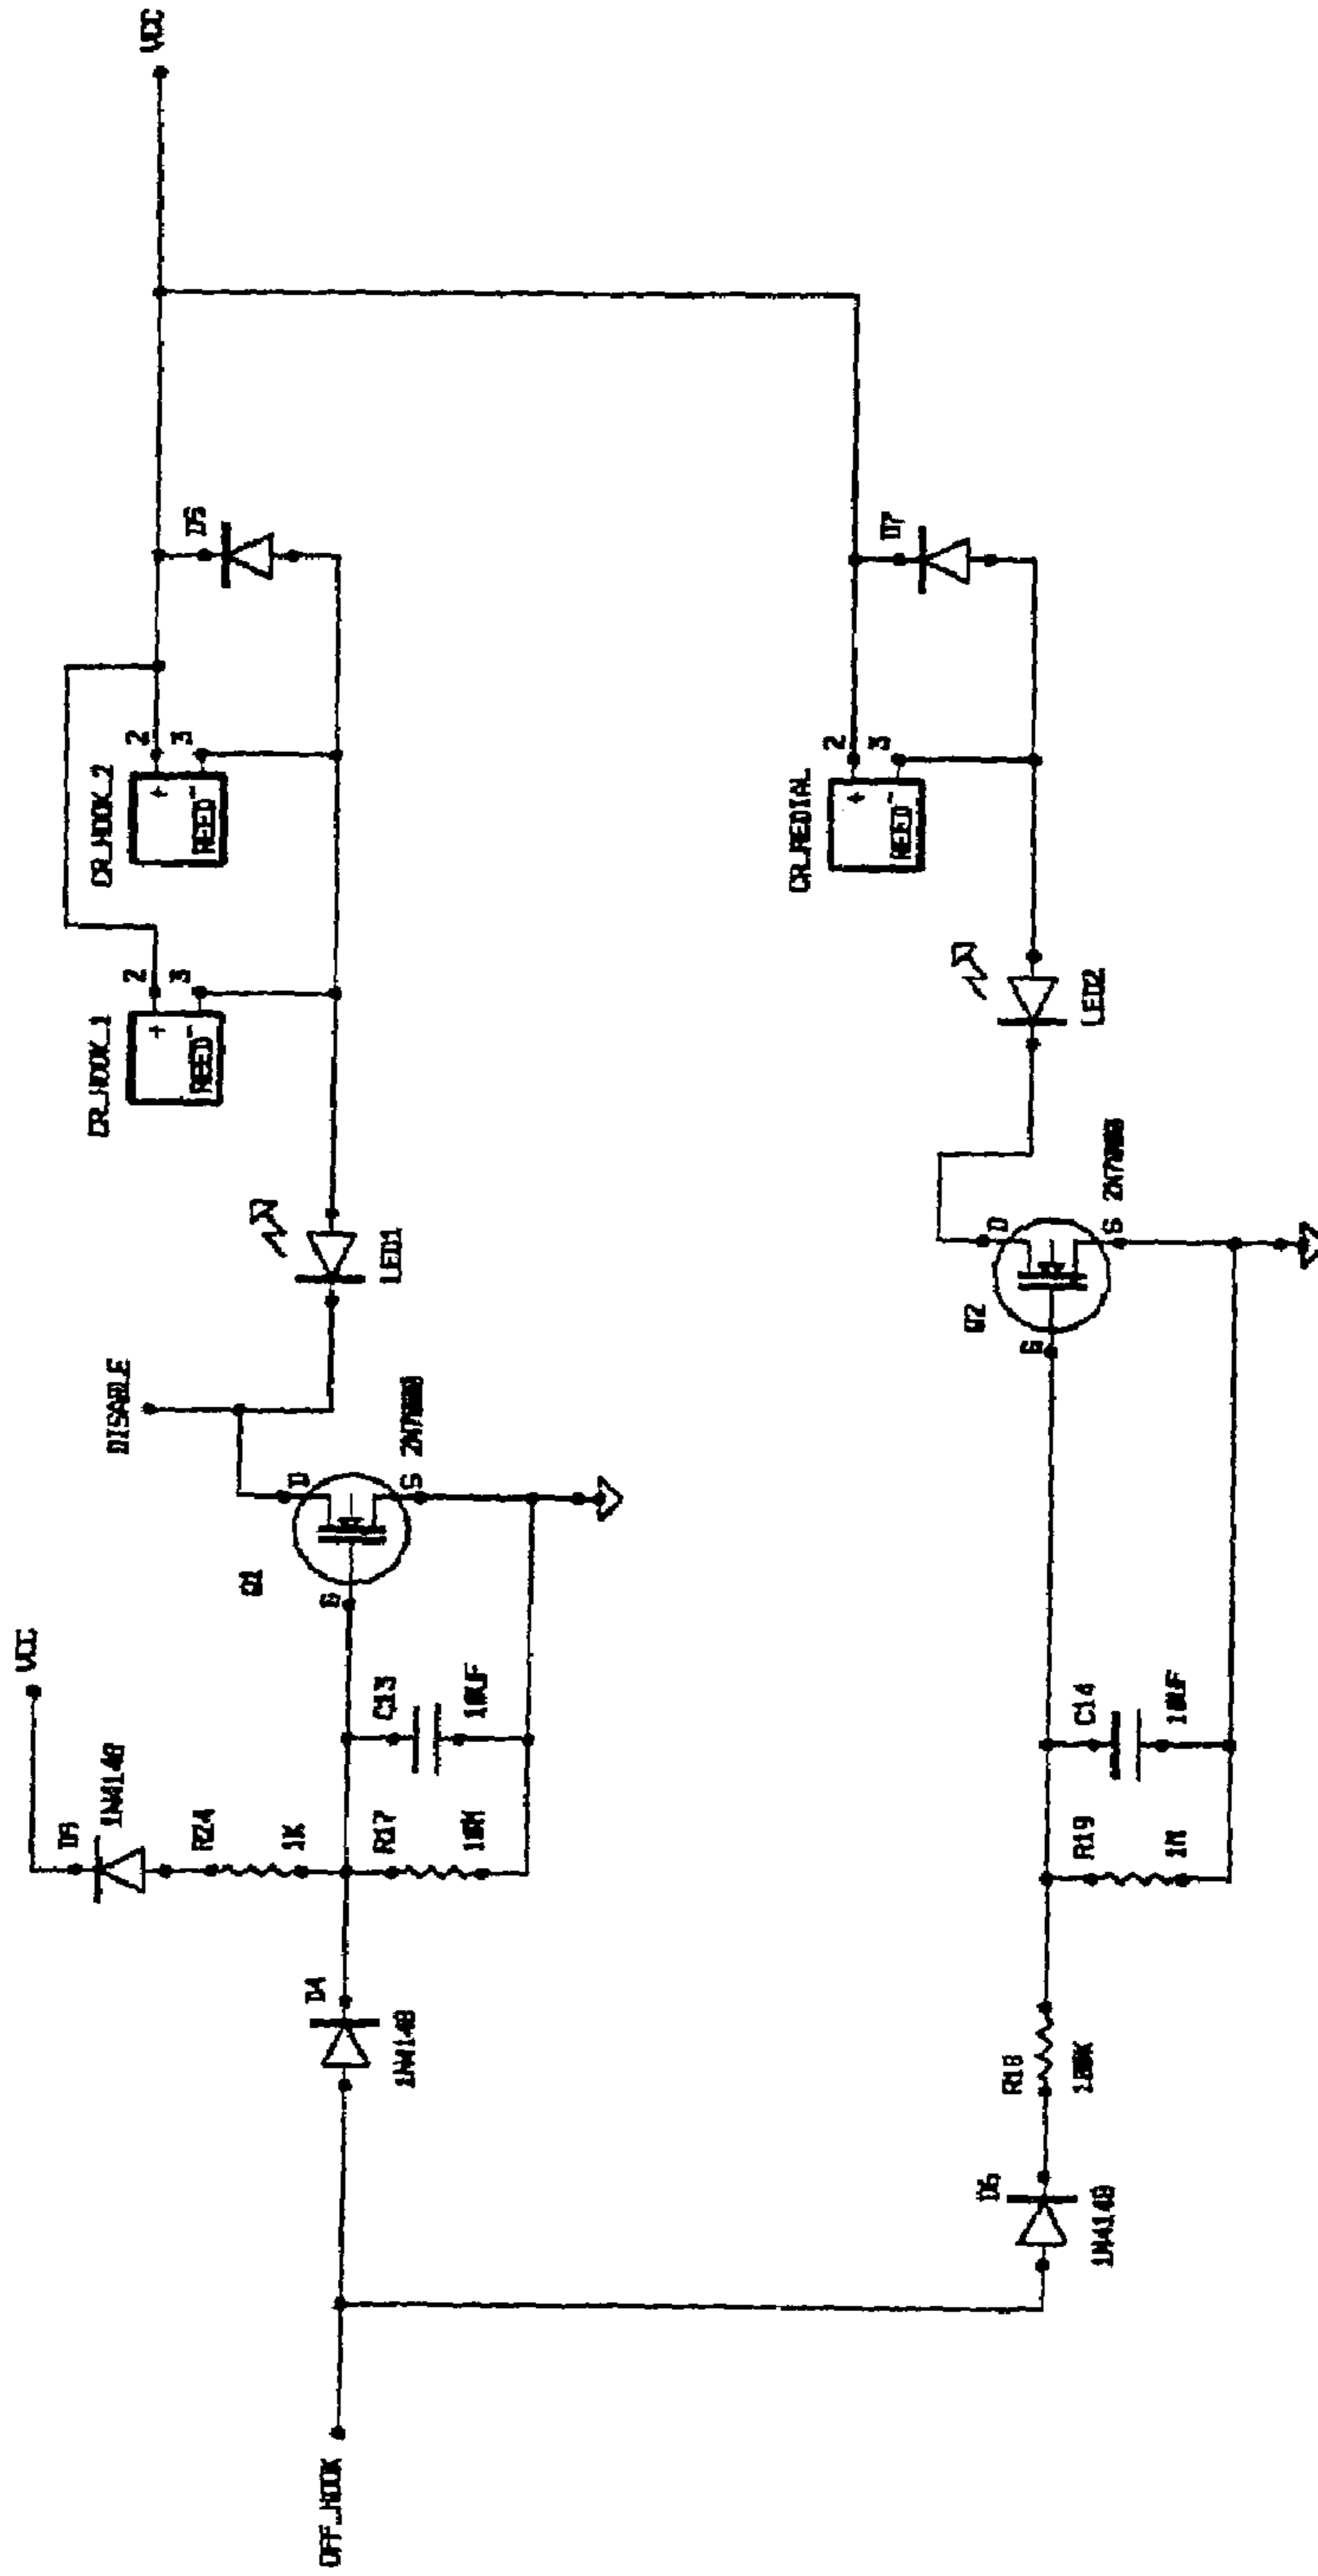 VCC
VCC
1N4148
R24
1K
DISABLE
CR_HOOK_1
CR_HOOK_2
2
3
2
3
+
-
REED
+
-
REED
D5
OFF_HOOK
D4
1N4148
R17
10M
C13
10UF
Q1
G
D
S
LED1
CR_REDIAL
2
3
+
-
REED
D7
D6
1N4148
R18
100K
R19
1M
C14
10UF
Q2
G
D
S
LED2